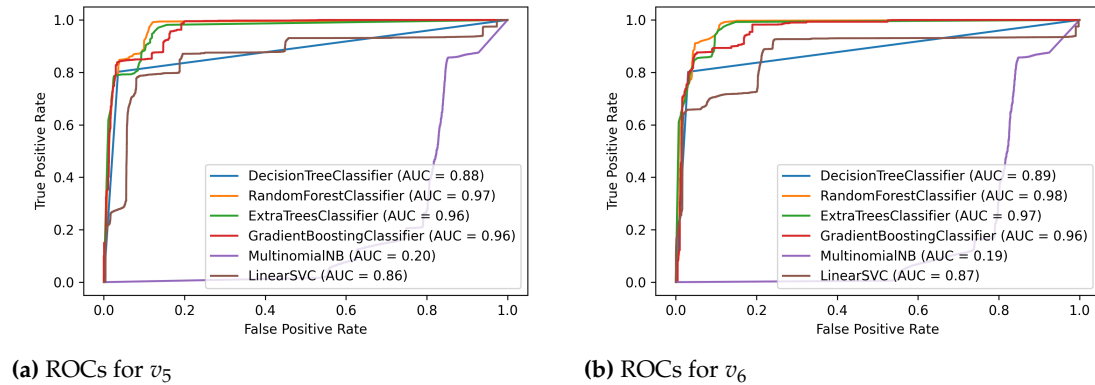 1.0
0.8
0.6
0.4
0.2
0.0
True Positive Rate
DecisionTreeClassifier (AUC = 0.88)
RandomForestClassifier (AUC = 0.97)
ExtraTreesClassifier (AUC = 0.96)
GradientBoostingClassifier (AUC = 0.96)
MultinomialNB (AUC = 0.20)
LinearSVC (AUC = 0.86)
0.0 0.2 0.4 0.6 0.8 1.0
False Positive Rate
(a) ROCs for v5
1.0
0.8
0.6
0.4
0.2
0.0
True Positive Rate
DecisionTreeClassifier (AUC = 0.89)
RandomForestClassifier (AUC = 0.98)
ExtraTreesClassifier (AUC = 0.97)
GradientBoostingClassifier (AUC = 0.96)
MultinomialNB (AUC = 0.19)
LinearSVC (AUC = 0.87)
0.0 0.2 0.4 0.6 0.8 1.0
False Positive Rate
(b) ROCs for v6